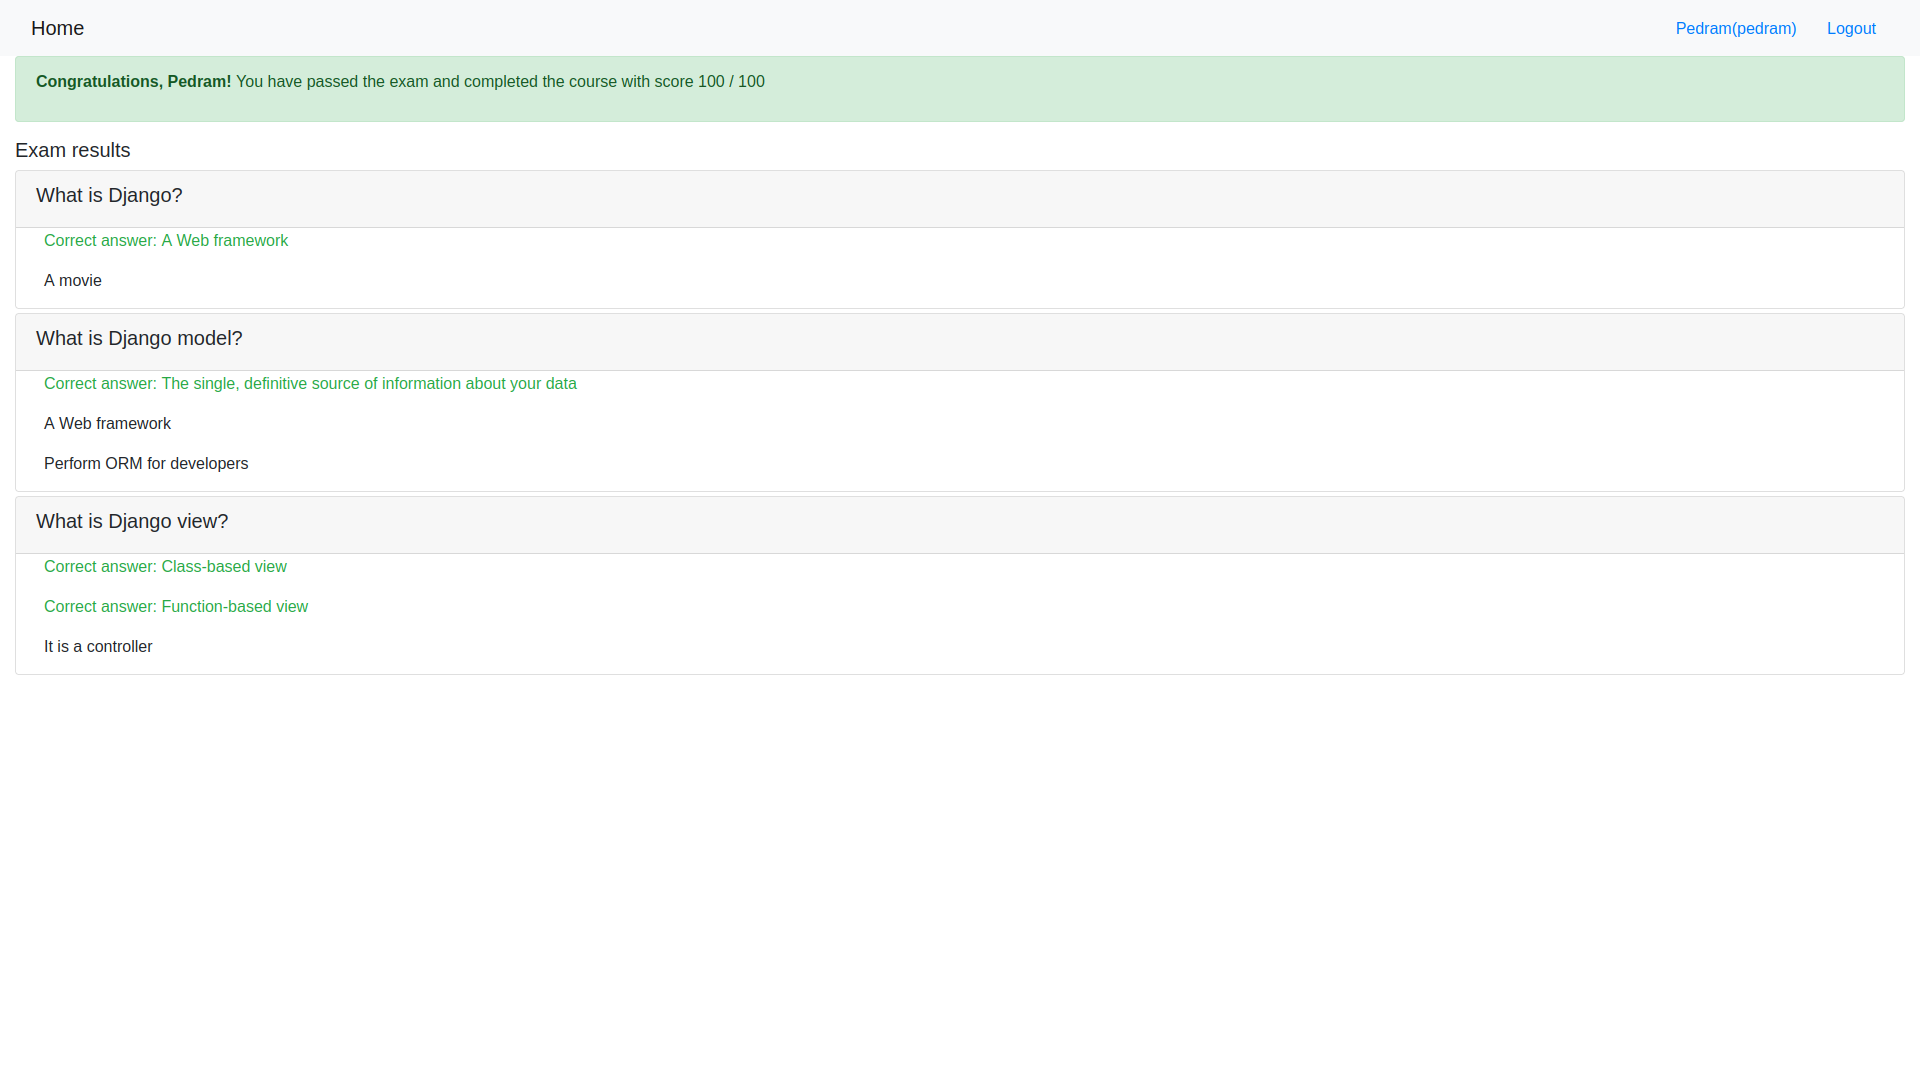 Home
Pedram(pedram)
Logout
Congratulations, Pedram! You have passed the exam and completed the course with score 100 / 100
Exam results
What is Django?
Correct answer: A Web framework
A movie
What is Django model?
Correct answer: The single, definitive source of information about your data
A Web framework
Perform ORM for developers
What is Django view?
Correct answer: Class-based view
Correct answer: Function-based view
It is a controller